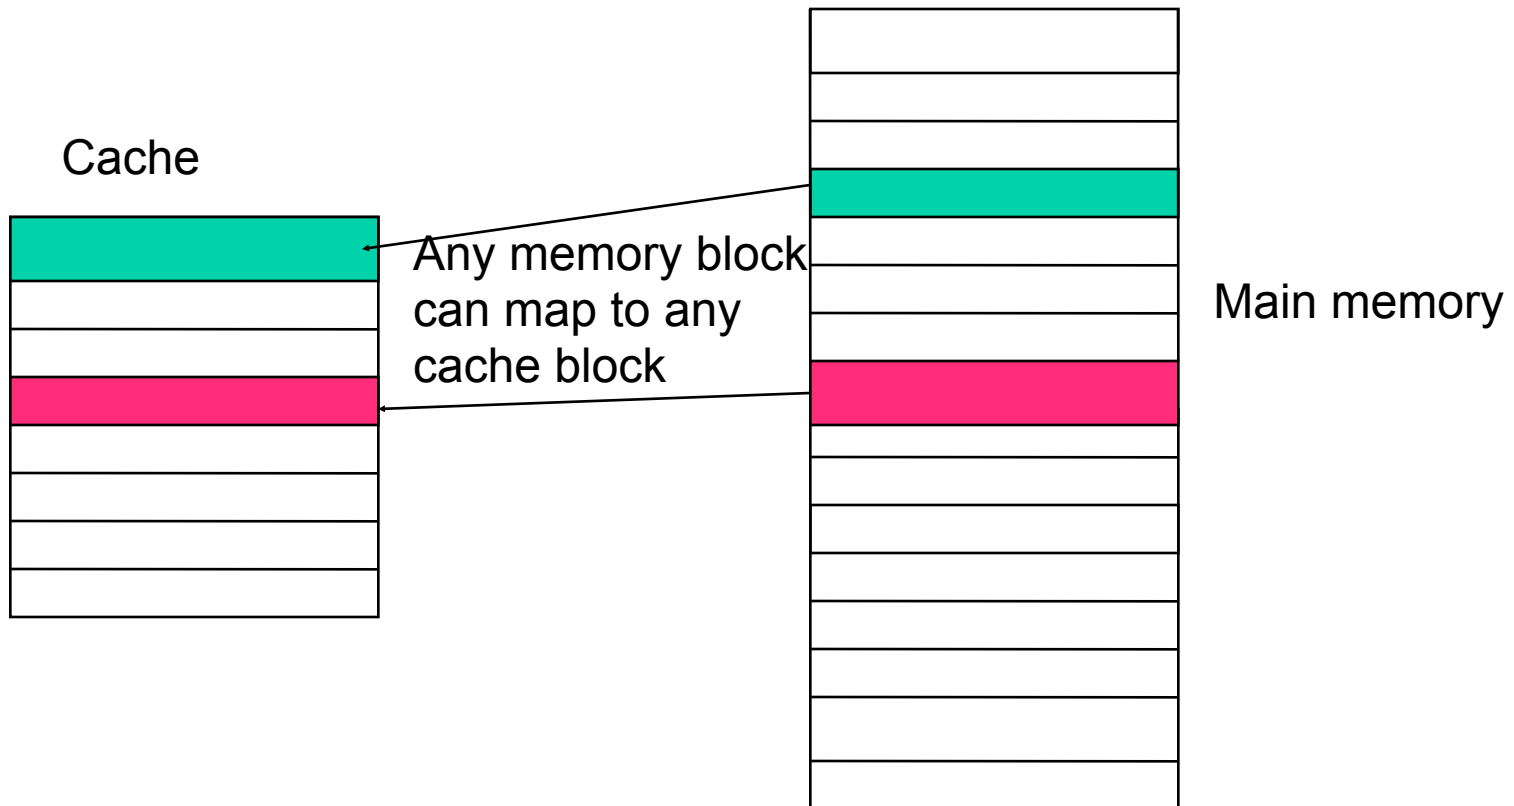 Cache
Any memory block
can map to any
cache block
Main memory